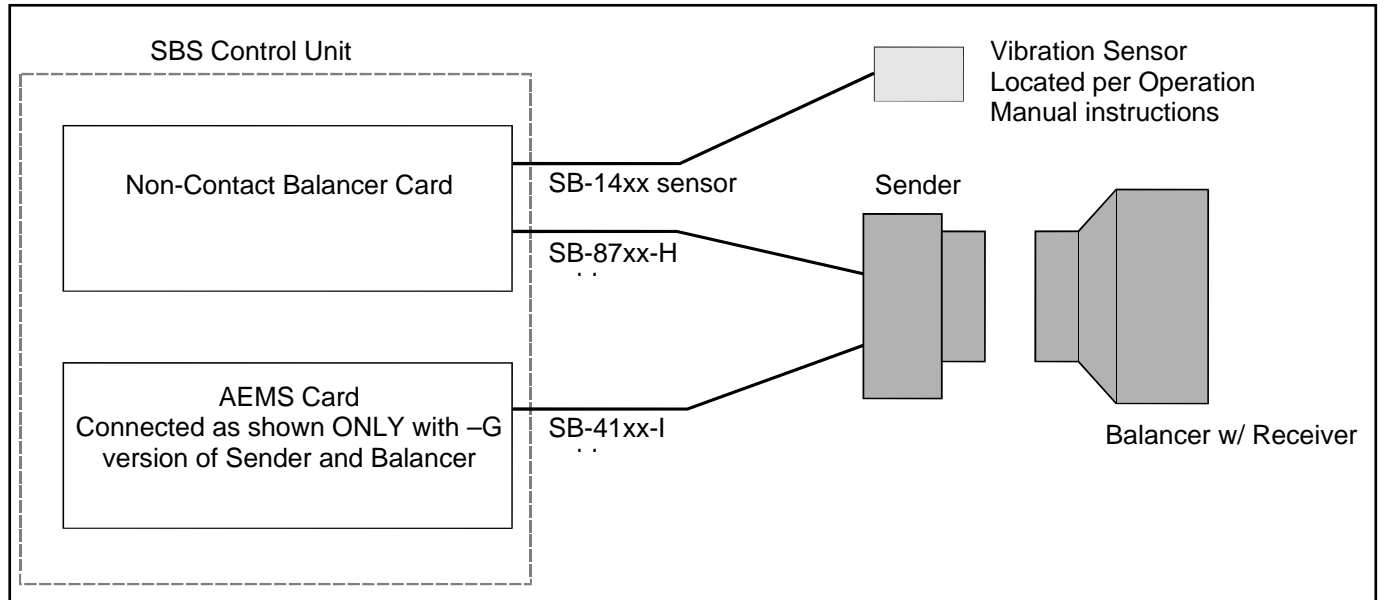 SBS Control Unit
Vibration Sensor
Located per Operation
Manual instructions
Non-Contact Balancer Card
SB-14xx sensor
Sender
SB-87xx-H
AEMS Card
Connected as shown ONLY with –G
version of Sender and Balancer
SB-41xx-I
Balancer w/ Receiver